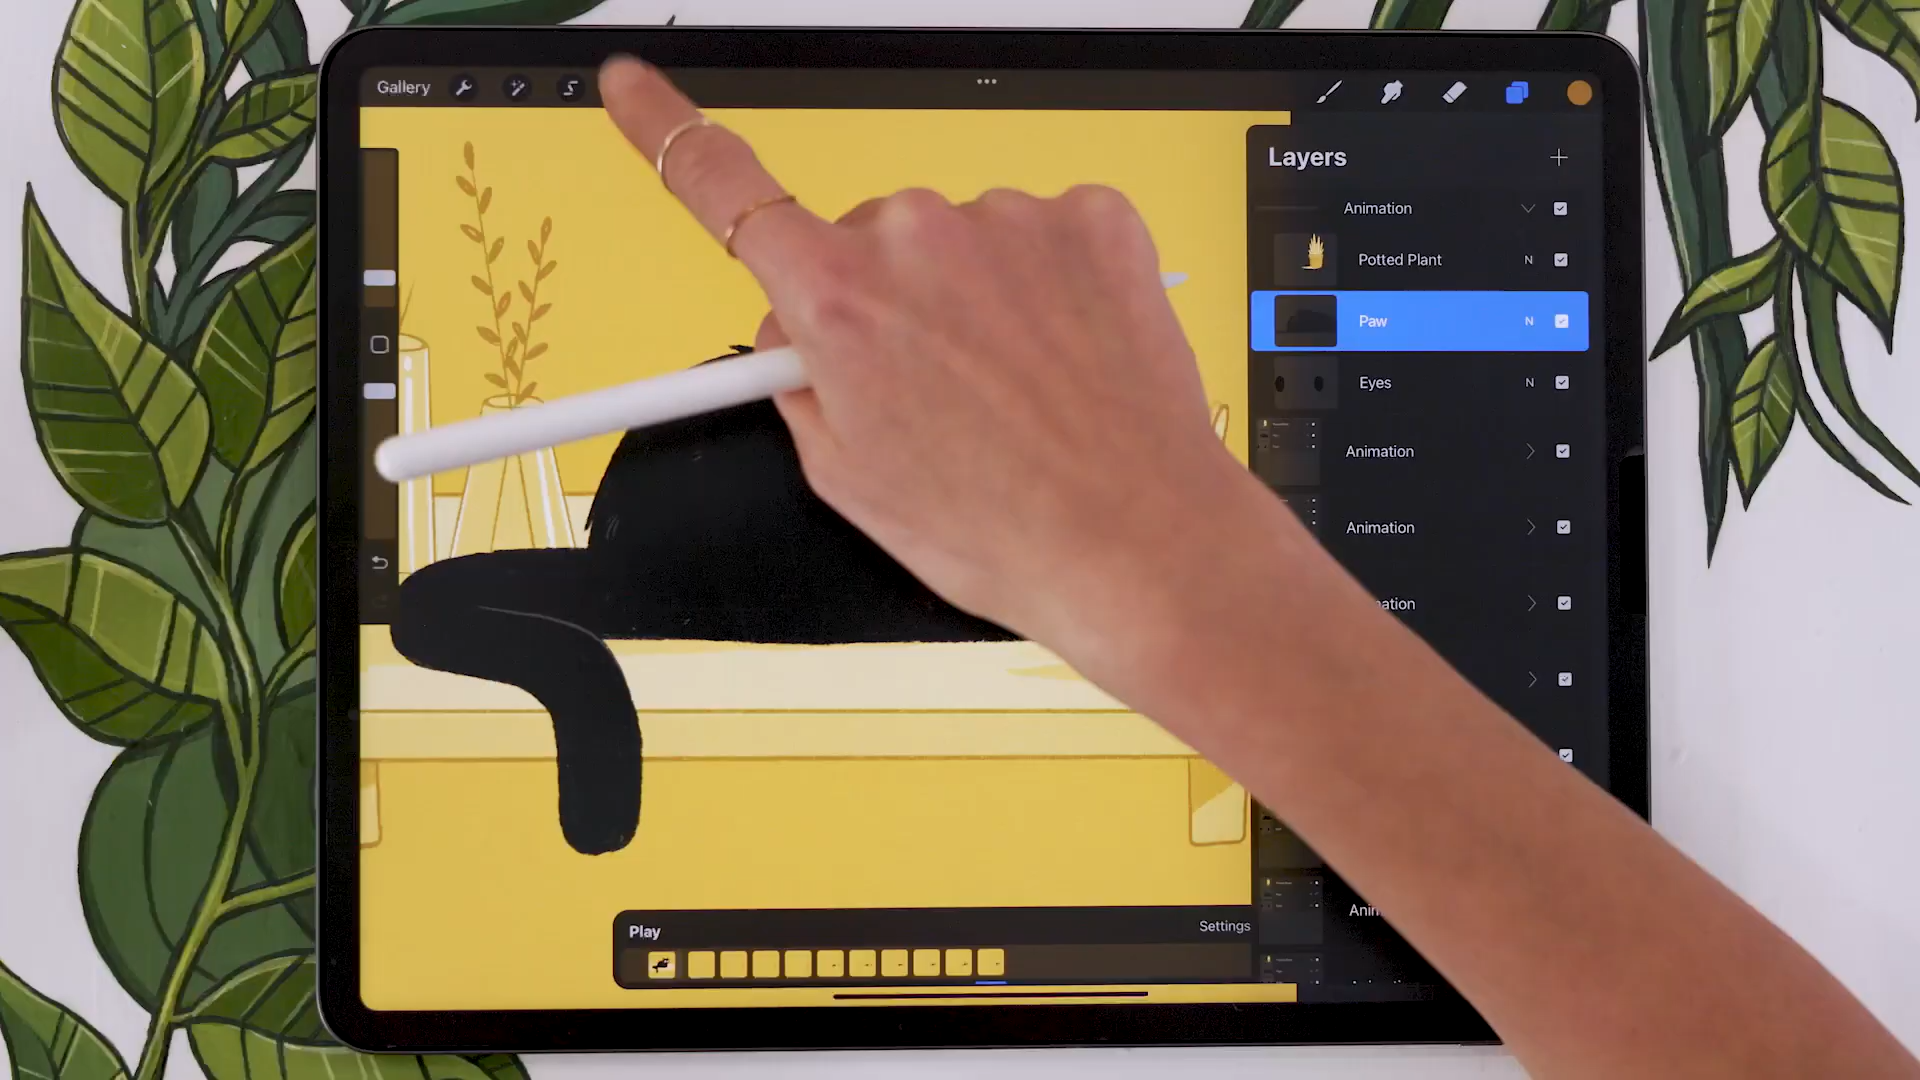 Gallery
Layers
Animation
Potted Plant N
Paw N
Eyes N
Animation
Animation
Play
Settings